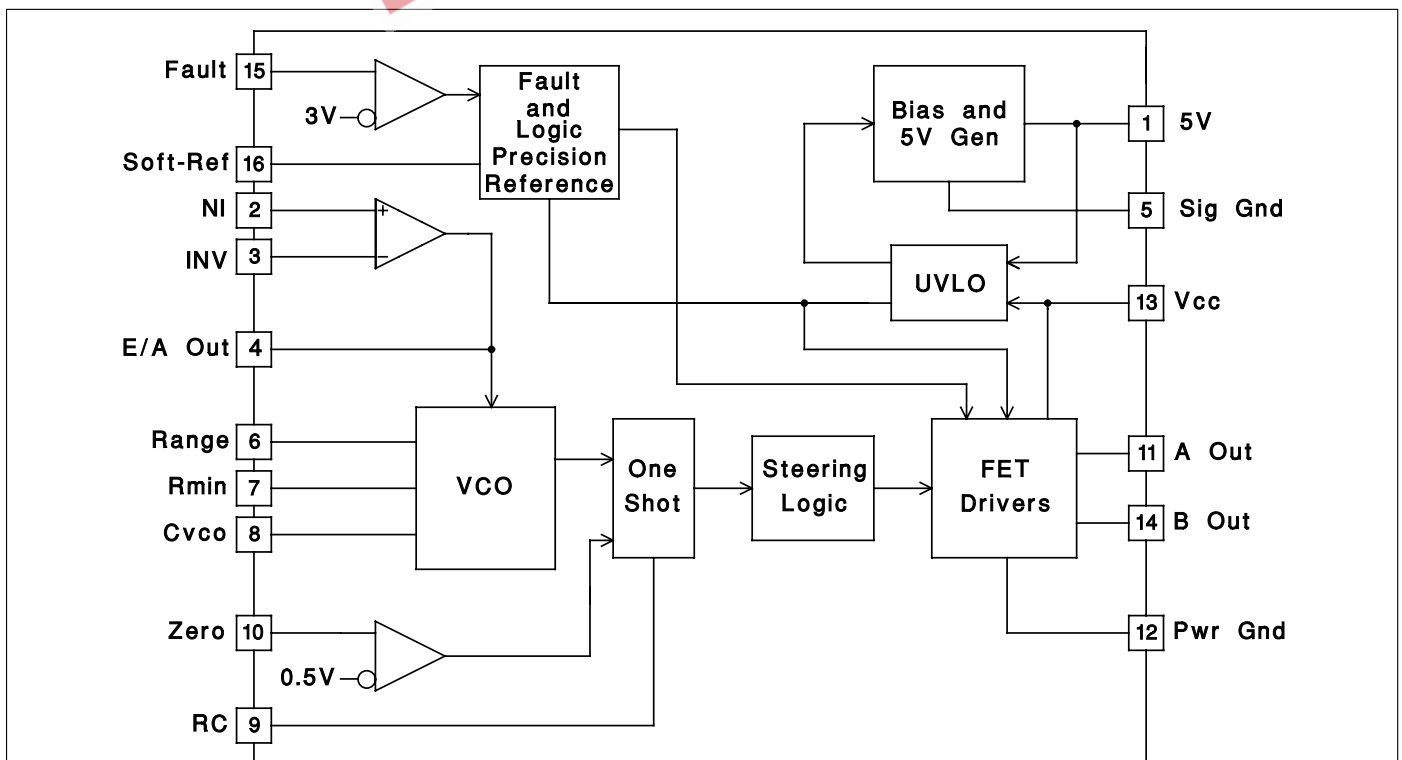 Fault 15
3V
Fault
and
Logic
Precision
Reference
Bias and
5V Gen
1 5V
Soft-Ref 16
NI 2
+
5 Sig Gnd
INV 3
−
UVLO
13 Vcc
E/A Out 4
Range 6
Rmin 7
Cvco 8
VCO
One
Shot
Steering
Logic
FET
Drivers
11 A Out
14 B Out
Zero 10
0.5V
12 Pwr Gnd
RC 9